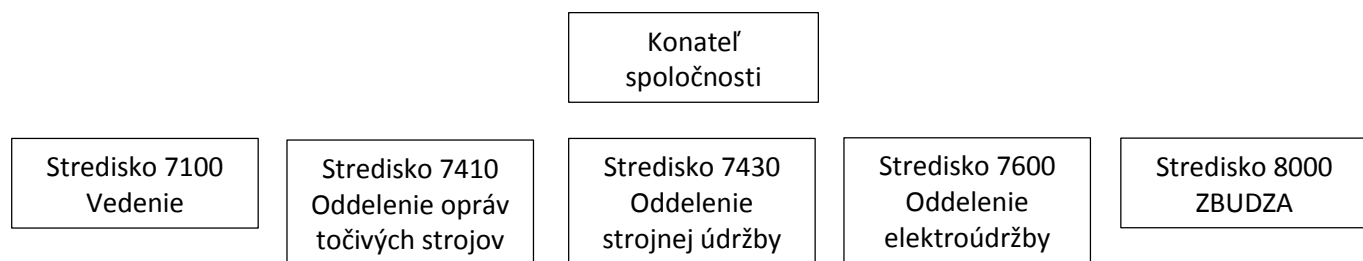 Konateľ
spoločnosti
Stredisko 7100
Vedenie
Stredisko 7410
Oddelenie opráv
točivých strojov
Stredisko 7430
Oddelenie
strojnej údržby
Stredisko 7600
Oddelenie
elektroúdržby
Stredisko 8000
ZBUDZA